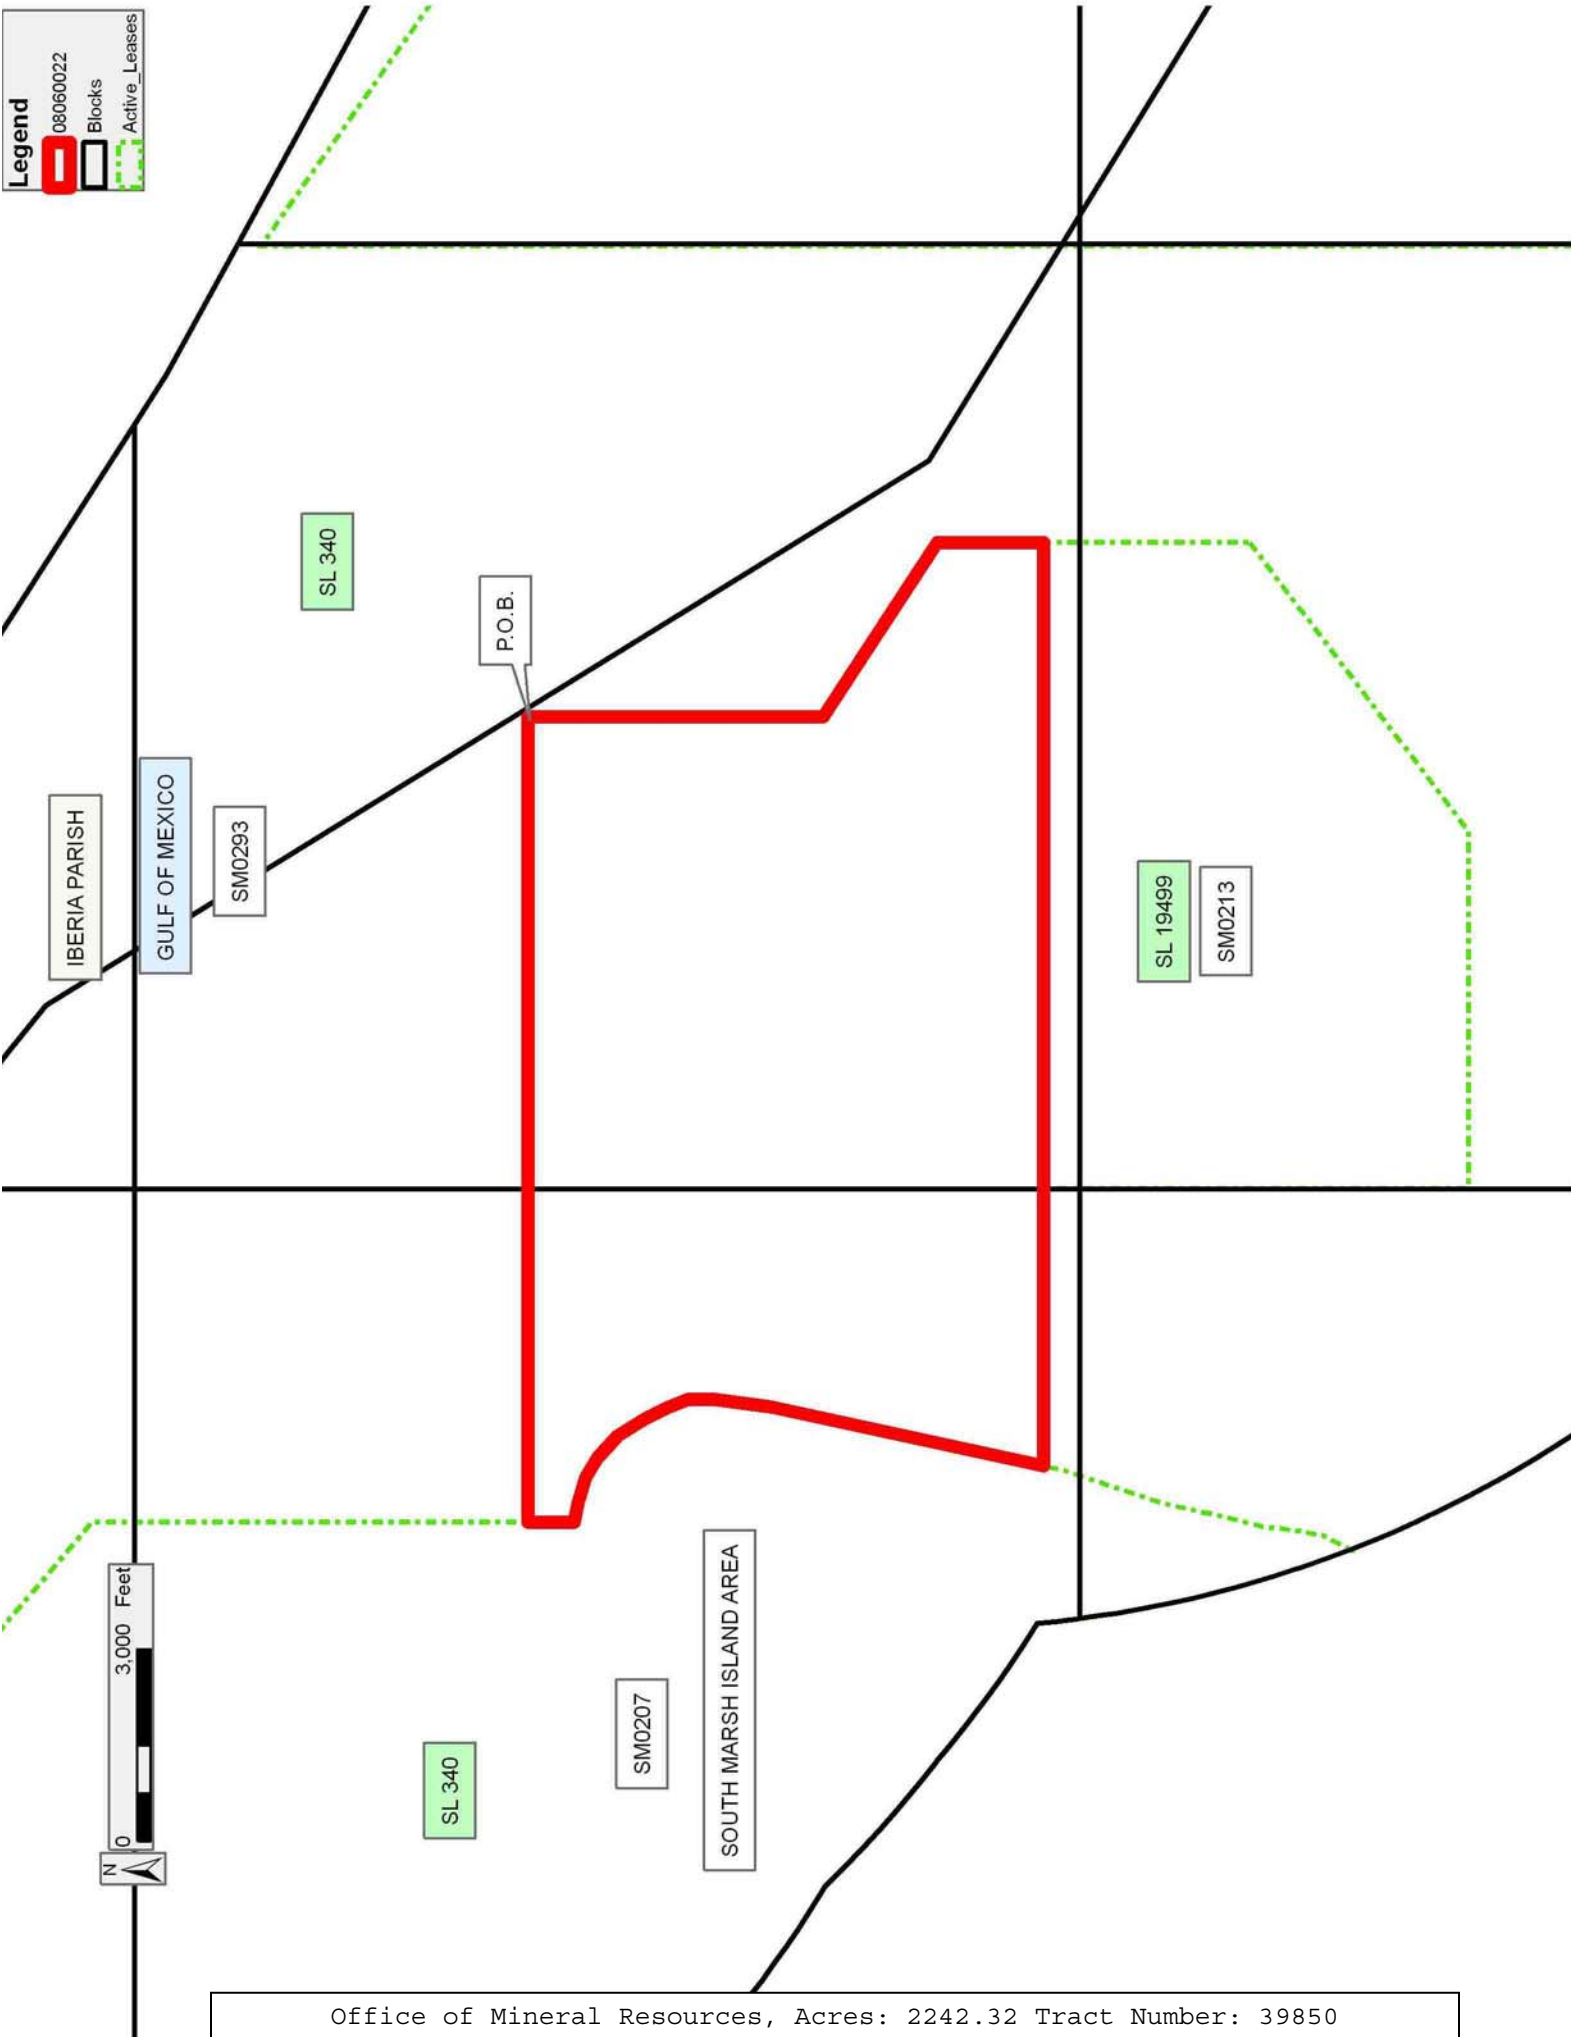 Legend
08060022
Blocks
Active_Leases
IBERIA PARISH
GULF OF MEXICO
SM0293
SL 340
P.O.B.
SL 19499
SM0213
N
0 3,000 Feet
SL 340
SM0207
SOUTH MARSH ISLAND AREA
Office of Mineral Resources, Acres: 2242.32 Tract Number: 39850